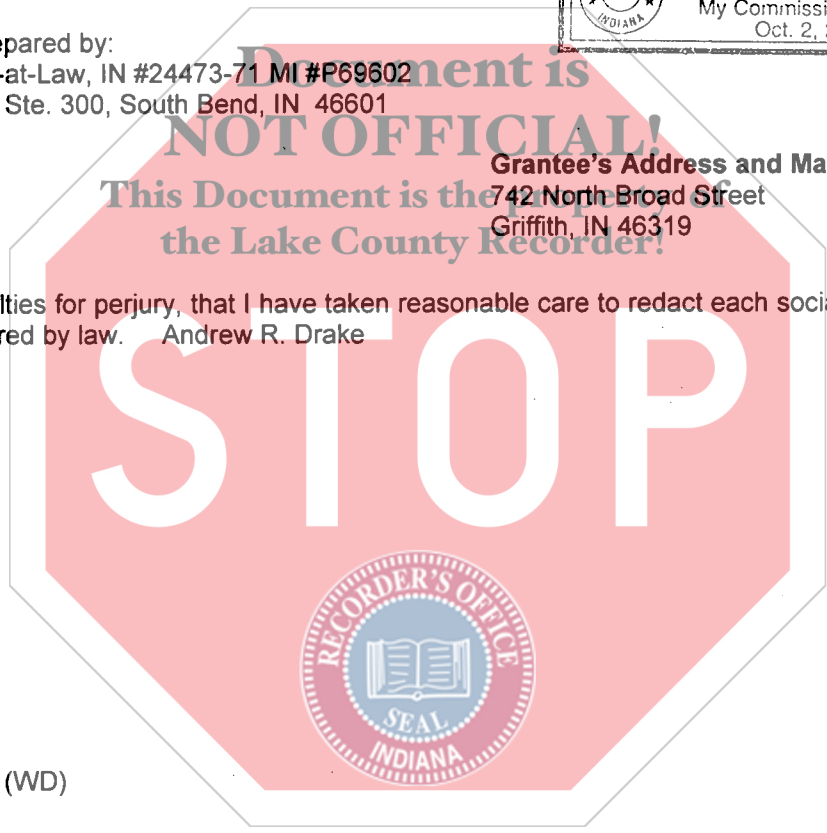 INDIANA
My Commissi
Oct. 2,
epared by:
-at-Law, IN #24473-71 MI #P69602
Ste. 300, South Bend, IN 46601
Document is
NOT OFFICIAL!
This Document is the property of
the Lake County Recorder!
Grantee's Address and Ma
742 North Broad Street
Griffith, IN 46319
lties for perjury, that I have taken reasonable care to redact each socia
red by law. Andrew R. Drake
STOP
RECORDER'S OFFICE
SEAL
INDIANA
(WD)